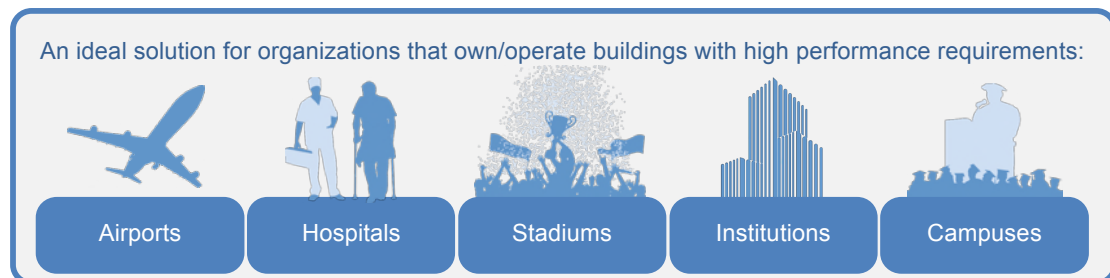 An ideal solution for organizations that own/operate buildings with high performance requirements:
Airports
Hospitals
Stadiums
Institutions
Campuses